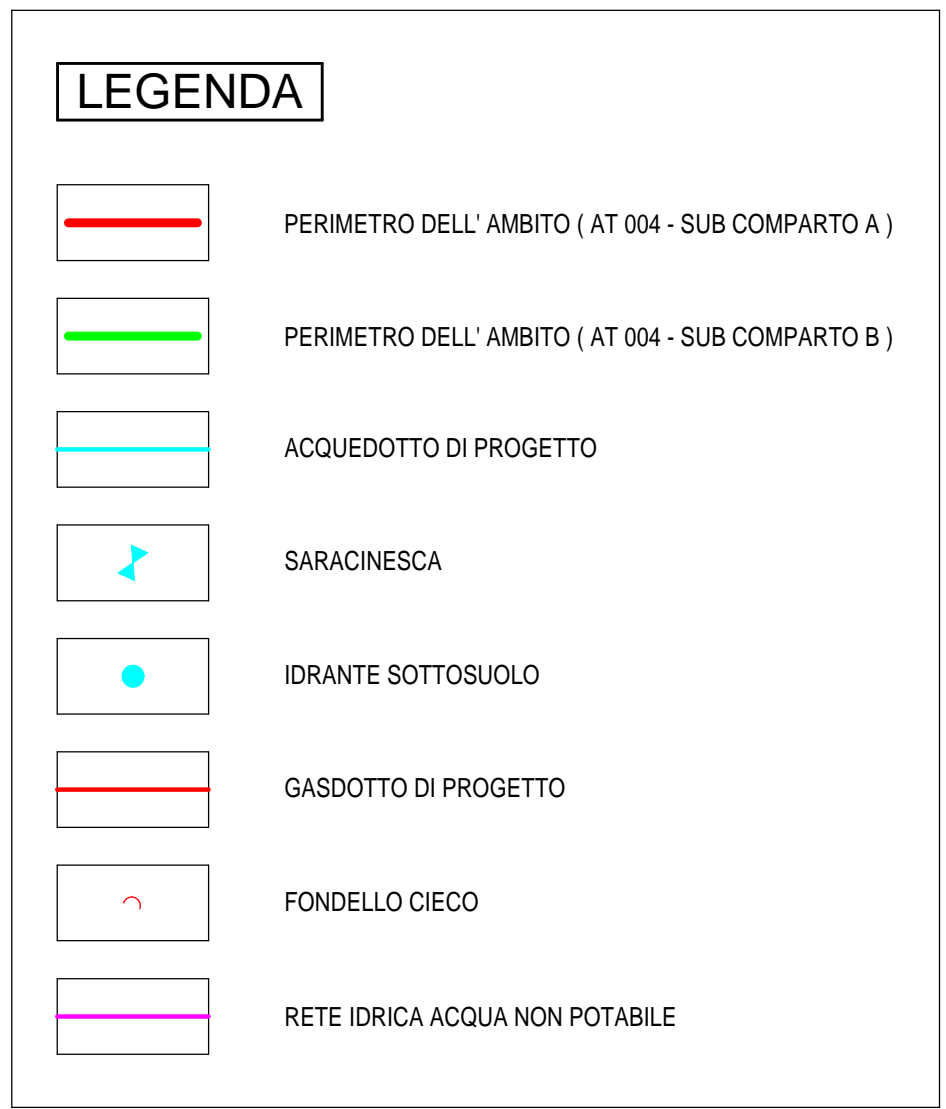 LEGENDA
PERIMETRO DELL' AMBITO ( AT 004 - SUB COMPARTO A )
PERIMETRO DELL' AMBITO ( AT 004 - SUB COMPARTO B )
ACQUEDOTTO DI PROGETTO
SARACINESCA
IDRANTE SOTTOSUOLO
GASDOTTO DI PROGETTO
FONDELLO CIECO
RETE IDRICA ACQUA NON POTABILE